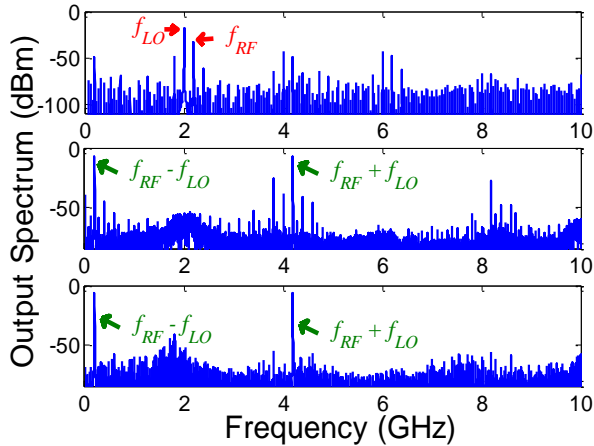 Output Spectrum (dBm)
0
-50
-100
f_LO
f_RF
0 2 4 6 8 10
0
-50
f_RF - f_LO
f_RF + f_LO
0 2 4 6 8 10
0
-50
f_RF - f_LO
f_RF + f_LO
0 2 4 6 8 10
Frequency (GHz)